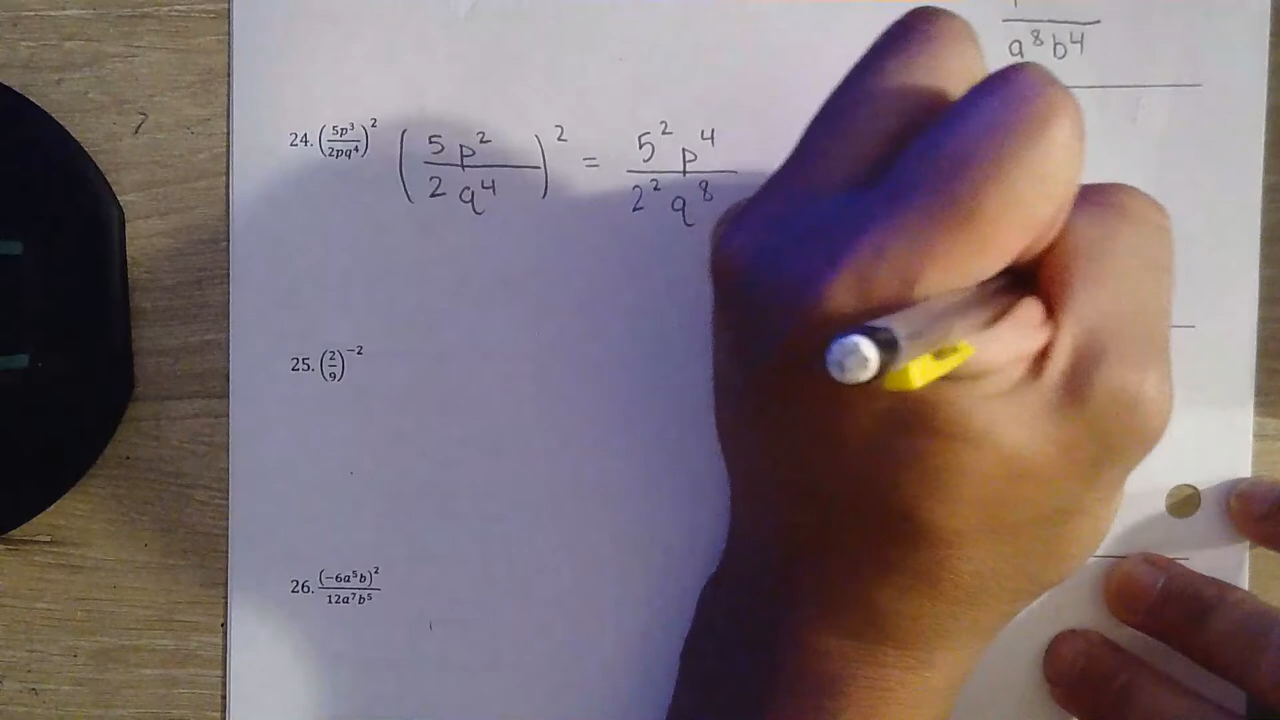 a⁸b⁴
24. (5p³/2pq⁴)² (5p²/2q⁴)² = 5²p⁴/2²q⁸
25. (2/9)⁻²
26. (−6a⁵b)²/12a⁷b⁵